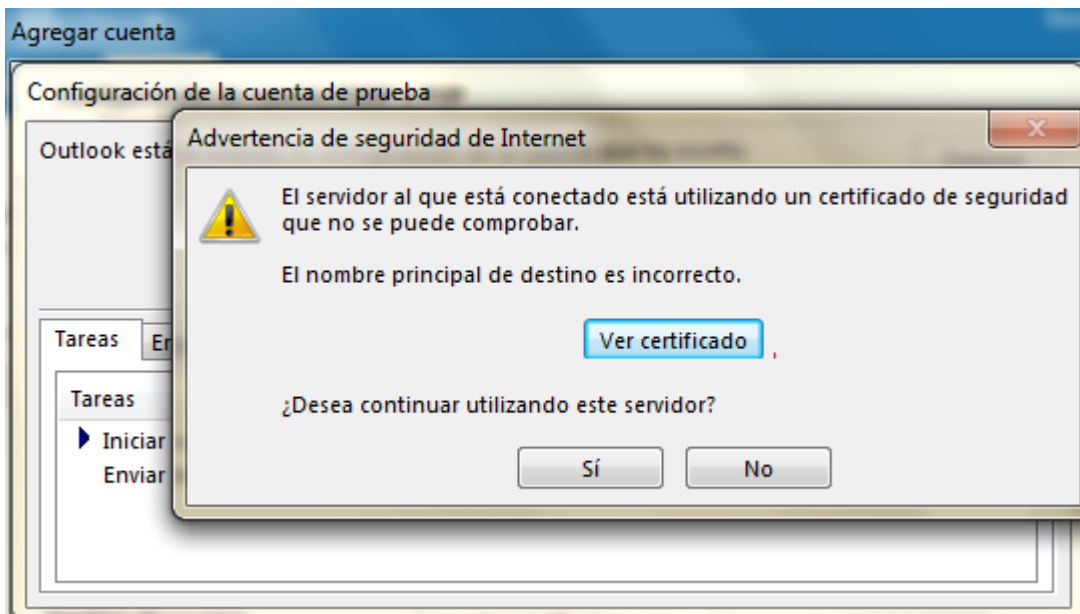 Agregar cuenta
Configuración de la cuenta de prueba
Outlook está
Advertencia de seguridad de Internet
El servidor al que está conectado está utilizando un certificado de seguridad
que no se puede comprobar.
El nombre principal de destino es incorrecto.
Ver certificado
¿Desea continuar utilizando este servidor?
Sí No
Tareas
Tareas
Iniciar
Enviar